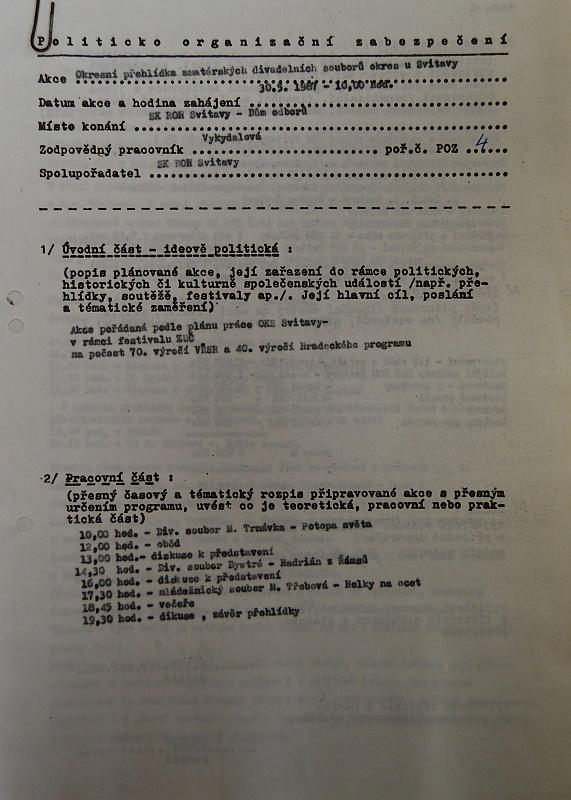 Politicko organizační zabezpečení
Akce Okresní přehlídka amatérských divadelních souborů okres u Svitavy
30.5. 1987 - 10,00 hod.
Datum akce a hodina zahájení ....................
SK ROH Svitavy - Dům odborů
Místo konání ....................
Vykydalová
Zodpovědný pracovník .................... poř.č. POZ ..4...
SK ROH Svitavy
Spolupořadatel ....................
1/ Úvodní část - ideově politická :
(popis plánované akce, její zařazení do rámce politických,
historických či kulturně společenských událostí /např. pře-
hlídky, soutěže, festivaly ap./. Její hlavní cíl, poslání
a tématické zaměření)
Akce pořádaná podle plánu práce OKS Svitavy-
v rámci festivalu ZUČ
na počest 70. výročí VŘSR a 40. výročí Hradeckého programu
2/ Pracovní část :
(přesný časový a tématický rozpis připravované akce s přesným
určením programu, uvést co je teoretická, pracovní nebo prak-
tická část)
10,00 hod. - Div. soubor M. Trnávka - Potopa světa
12,00 hod. - oběd
13,00 hod.- diskuse k představení
14,30 hod. - Div. soubor Bystré - Hadrián z Římsů
16,00 hod. - diskuse k představení
17,30 hod. - mládežnický soubor M. Třebová - Holky na ocet
18,45 hod. - večeře
19,30 hod. - dikuse , závěr přehlídky